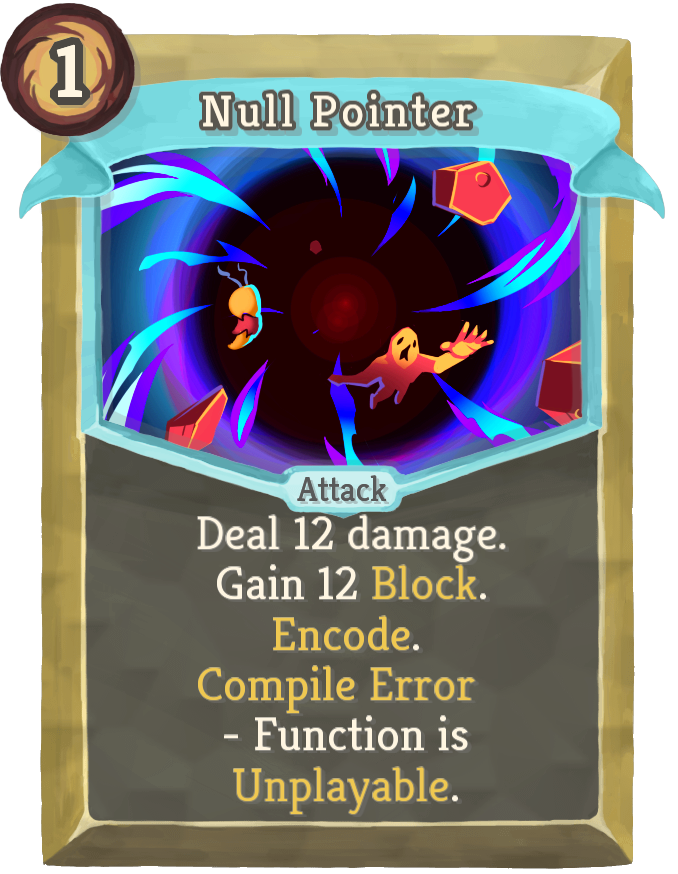 1
Null Pointer
Attack
Deal 12 damage.
Gain 12 Block.
Encode.
Compile Error
- Function is
Unplayable.